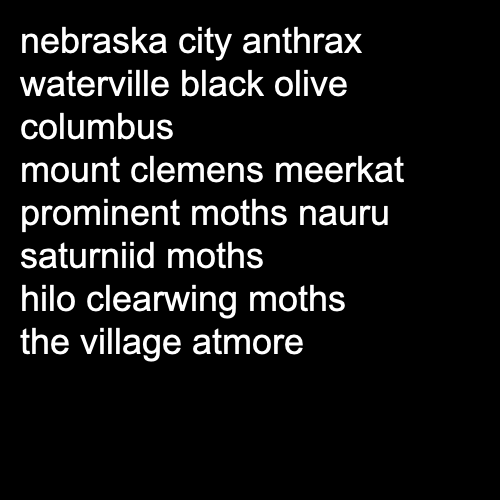 nebraska city anthrax
waterville black olive
columbus
mount clemens meerkat
prominent moths nauru
saturniid moths
hilo clearwing moths
the village atmore